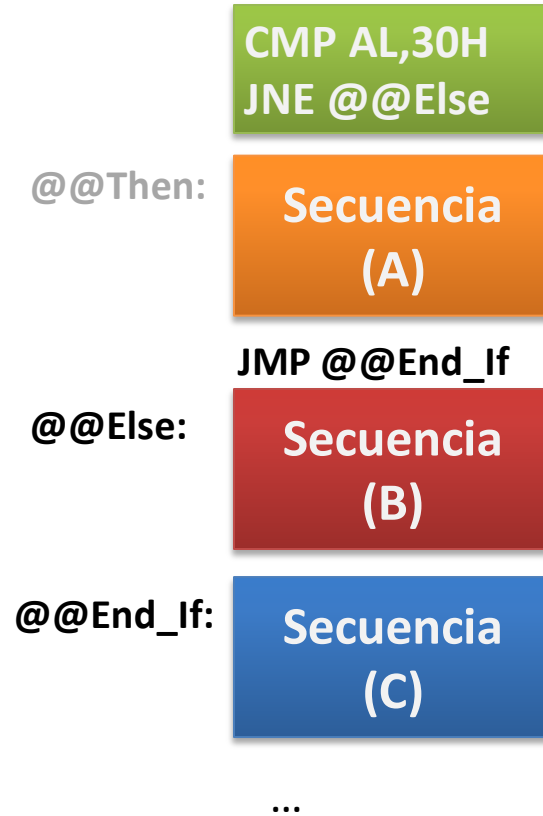 CMP AL,30H
JNE @@Else
@@Then:
Secuencia
(A)
JMP @@End_If
@@Else:
Secuencia
(B)
@@End_If:
Secuencia
(C)
...